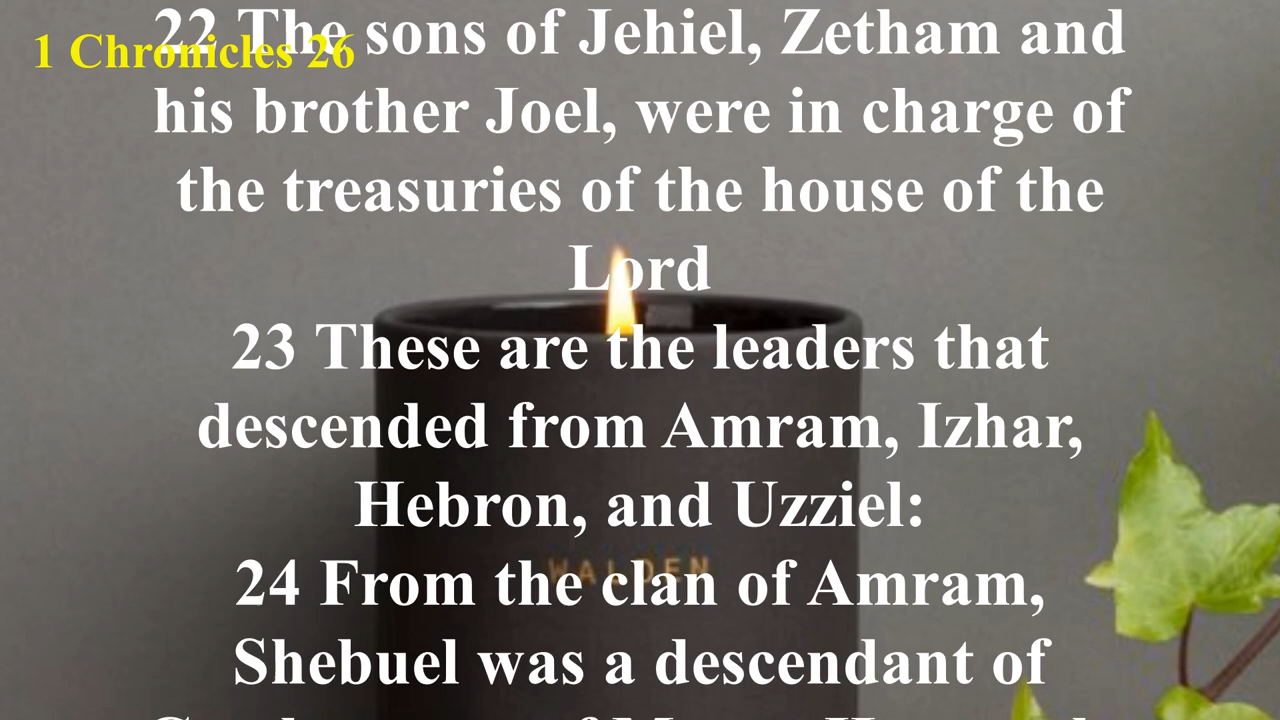 1 Chronicles 26
22 The sons of Jehiel, Zetham and
his brother Joel, were in charge of
the treasuries of the house of the
Lord
23 These are the leaders that
descended from Amram, Izhar,
Hebron, and Uzziel:
WALDEN
24 From the clan of Amram,
Shebuel was a descendant of